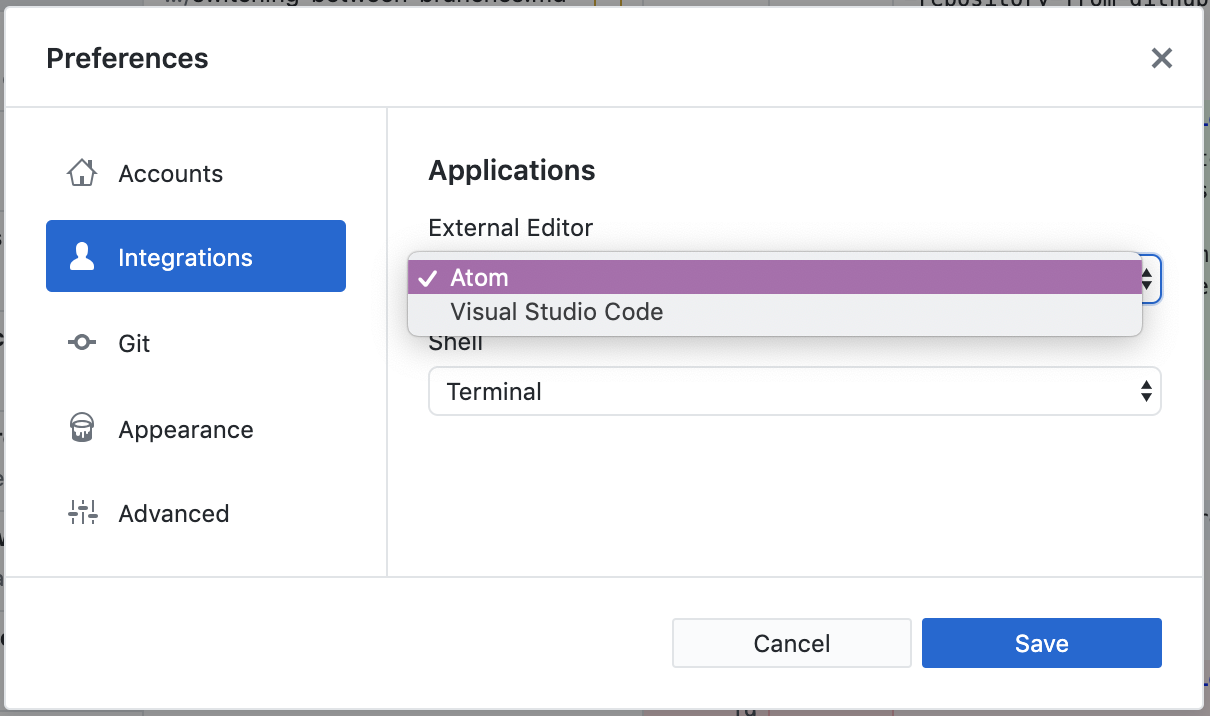 Preferences
Accounts
Integrations
Git
Appearance
Advanced
Applications
External Editor
Atom
Visual Studio Code
Shell
Terminal
Cancel
Save